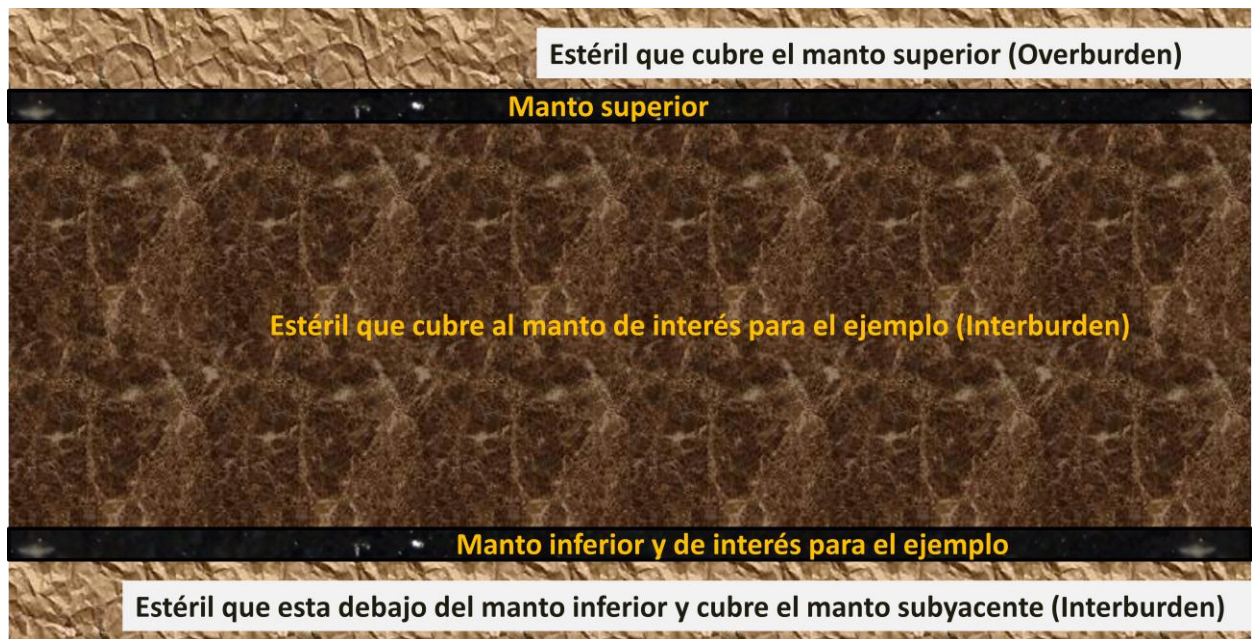 Estéril que cubre el manto superior (Overburden)
Manto superior
Estéril que cubre al manto de interés para el ejemplo (Interburden)
Manto inferior y de interés para el ejemplo
Estéril que esta debajo del manto inferior y cubre el manto subyacente (Interburden)